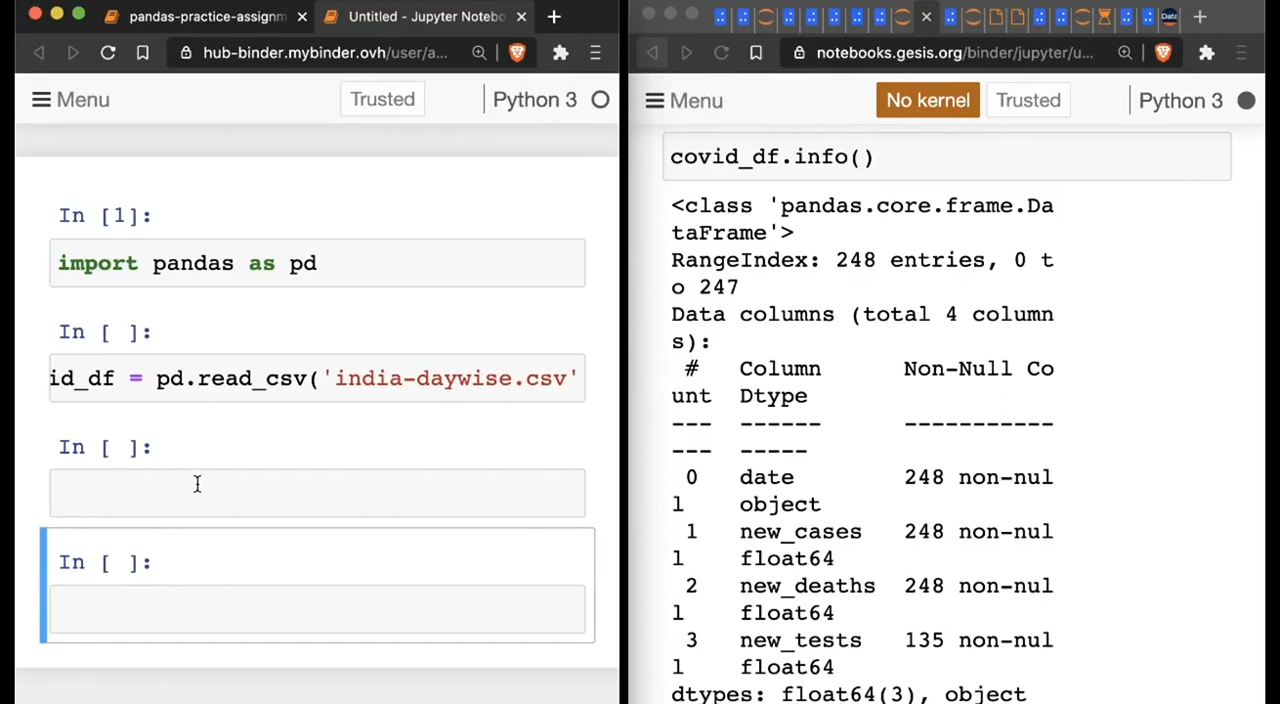 pandas-practice-assignm
Untitled - Jupyter Notebo
hub-binder.mybinder.ovh/user/a...
Menu
Trusted
Python 3
In [1]:
import pandas as pd
In [ ]:
id_df = pd.read_csv('india-daywise.csv'
In [ ]:
In [ ]:
Data
notebooks.gesis.org/binder/jupyter/u...
Menu
No kernel
Trusted
Python 3
covid_df.info()
<class 'pandas.core.frame.Da
taFrame'>
RangeIndex: 248 entries, 0 t
o 247
Data columns (total 4 column
s):
# Column Non-Null Co
unt Dtype
--- ------ -----------
--- -----
0 date 248 non-nul
l object
1 new_cases 248 non-nul
l float64
2 new_deaths 248 non-nul
l float64
3 new_tests 135 non-nul
l float64
dtypes: float64(3), object